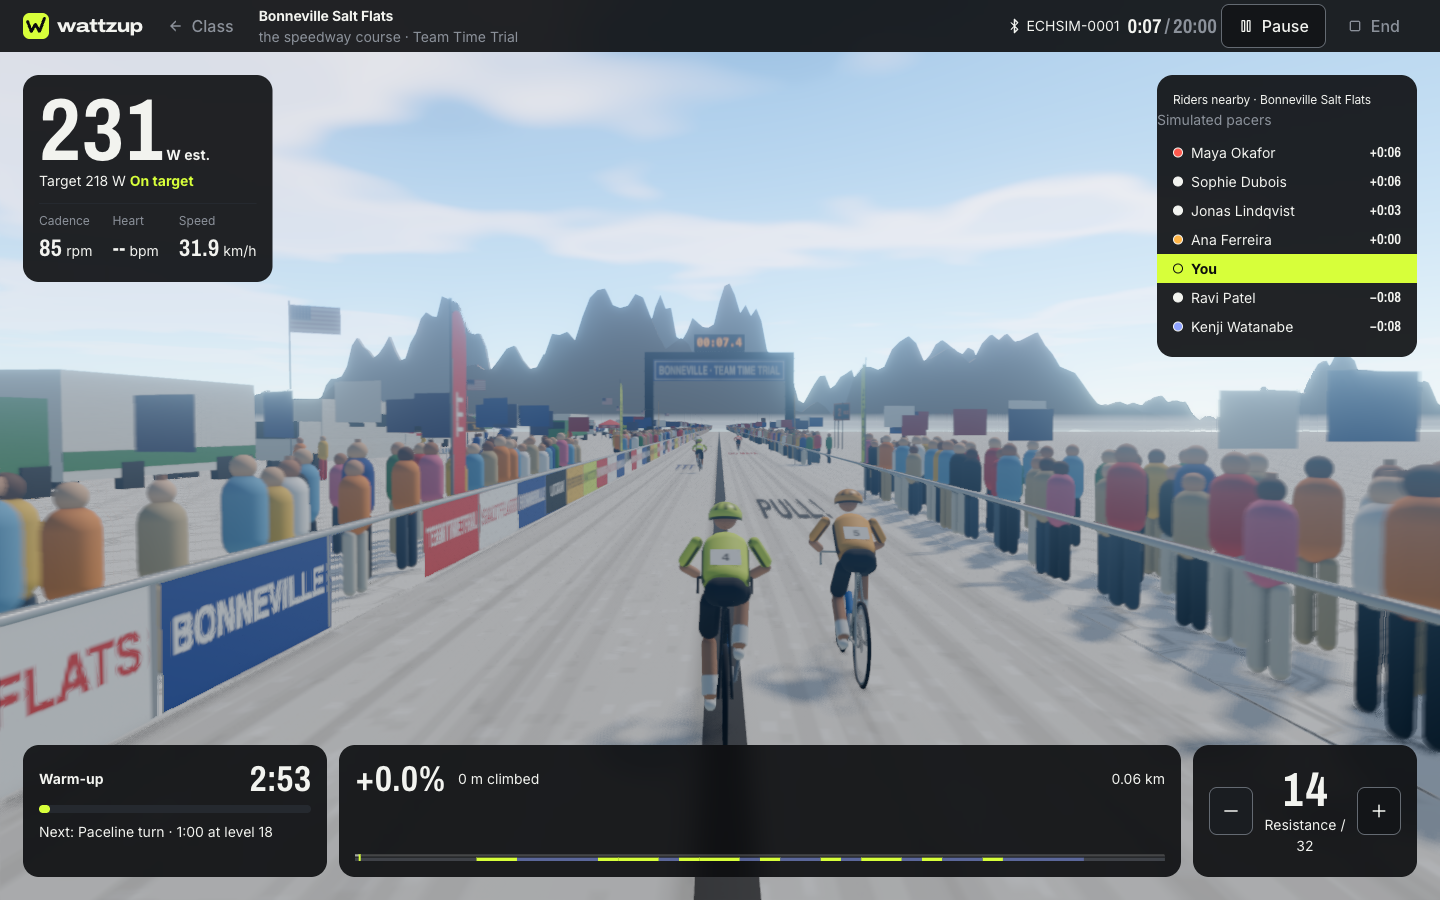 wattzup
Class
Bonneville Salt Flats
the speedway course · Team Time Trial
ECHSIM-0001
0:07 / 20:00
Pause
End
231 W est.
Target 218 W On target
Cadence Heart Speed
85 rpm -- bpm 31.9 km/h
Riders nearby · Bonneville Salt Flats
Simulated pacers
Maya Okafor +0:06
Sophie Dubois +0:06
Jonas Lindqvist +0:03
Ana Ferreira +0:00
You
Ravi Patel −0:08
Kenji Watanabe −0:08
00:07.4
BONNEVILLE · TEAM TIME TRIAL
PULL
4
BONNEVILLE
FLATS
Warm-up 2:53
Next: Paceline turn · 1:00 at level 18
+0.0% 0 m climbed 0.06 km
14
Resistance /
32